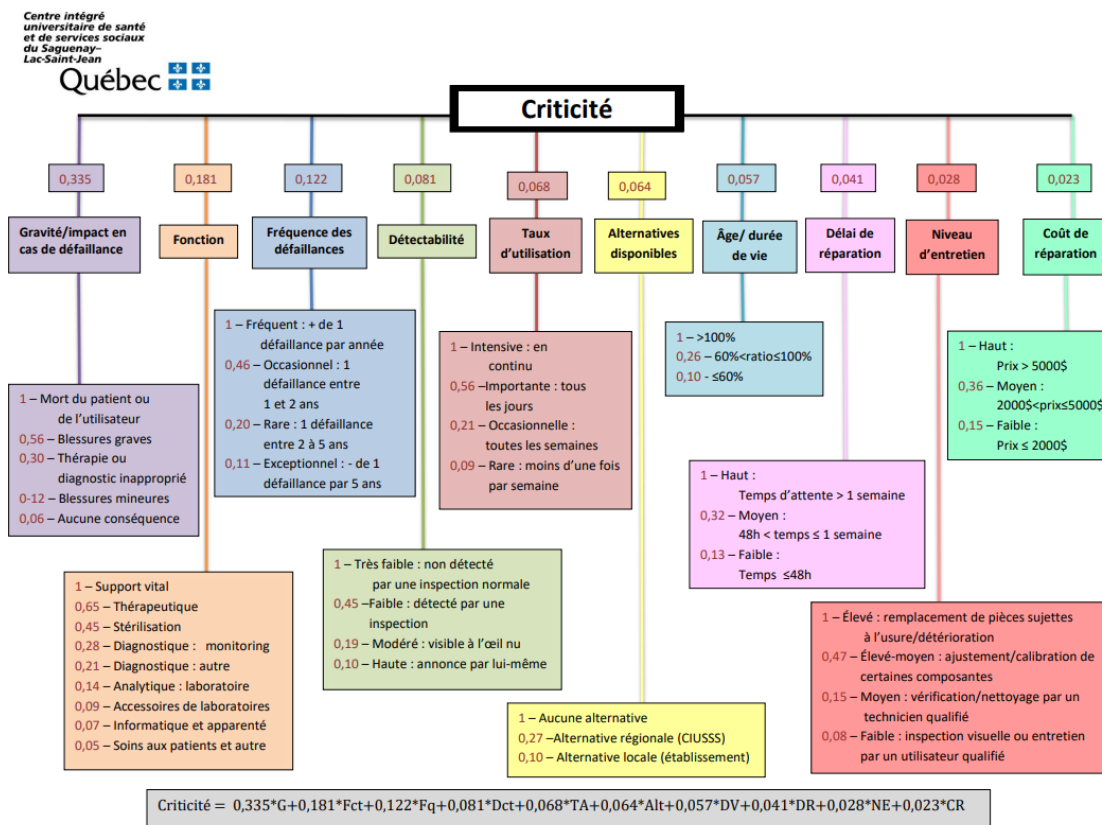 Centre intégré
universitaire de santé
et de services sociaux
du Saguenay–
Lac-Saint-Jean
Québec
Criticité
0,335
0,181
0,122
0,081
0,068
0,064
0,057
0,041
0,028
0,023
Gravité/impact en
cas de défaillance
Fonction
Fréquence des
défaillances
Détectabilité
Taux
d’utilisation
Alternatives
disponibles
Âge/ durée
de vie
Délai de
réparation
Niveau
d’entretien
Coût de
réparation
1 – Mort du patient ou
de l’utilisateur
0,56 – Blessures graves
0,30 – Thérapie ou
diagnostic inapproprié
0-12 – Blessures mineures
0,06 – Aucune conséquence
1 – Support vital
0,65 – Thérapeutique
0,45 – Stérilisation
0,28 – Diagnostique : monitoring
0,21 – Diagnostique : autre
0,14 – Analytique : laboratoire
0,09 – Accessoires de laboratoires
0,07 – Informatique et apparenté
0,05 – Soins aux patients et autre
1 – Fréquent : + de 1
défaillance par année
0,46 – Occasionnel : 1
défaillance entre
1 et 2 ans
0,20 – Rare : 1 défaillance
entre 2 à 5 ans
0,11 – Exceptionnel : - de 1
défaillance par 5 ans
1 – Très faible : non détecté
par une inspection normale
0,45 –Faible : détecté par une
inspection
0,19 – Modéré : visible à l’œil nu
0,10 – Haute : annonce par lui-même
1 – Intensive : en
continu
0,56 –Importante : tous
les jours
0,21 – Occasionnelle :
toutes les semaines
0,09 – Rare : moins d’une fois
par semaine
1 – Aucune alternative
0,27 –Alternative régionale (CIUSSS)
0,10 – Alternative locale (établissement)
1 – >100%
0,26 – 60%<ratio≤100%
0,10 - ≤60%
1 – Haut :
Temps d’attente > 1 semaine
0,32 – Moyen :
48h < temps ≤ 1 semaine
0,13 – Faible :
Temps ≤48h
1 – Élevé : remplacement de pièces sujettes
à l’usure/détérioration
0,47 – Élevé-moyen : ajustement/calibration de
certaines composantes
0,15 – Moyen : vérification/nettoyage par un
technicien qualifié
0,08 – Faible : inspection visuelle ou entretien
par un utilisateur qualifié
1 – Haut :
Prix > 5000$
0,36 – Moyen :
2000$<prix≤5000$
0,15 – Faible :
Prix ≤ 2000$
Criticité = 0,335*G+0,181*Fct+0,122*Fq+0,081*Dct+0,068*TA+0,064*Alt+0,057*DV+0,041*DR+0,028*NE+0,023*CR